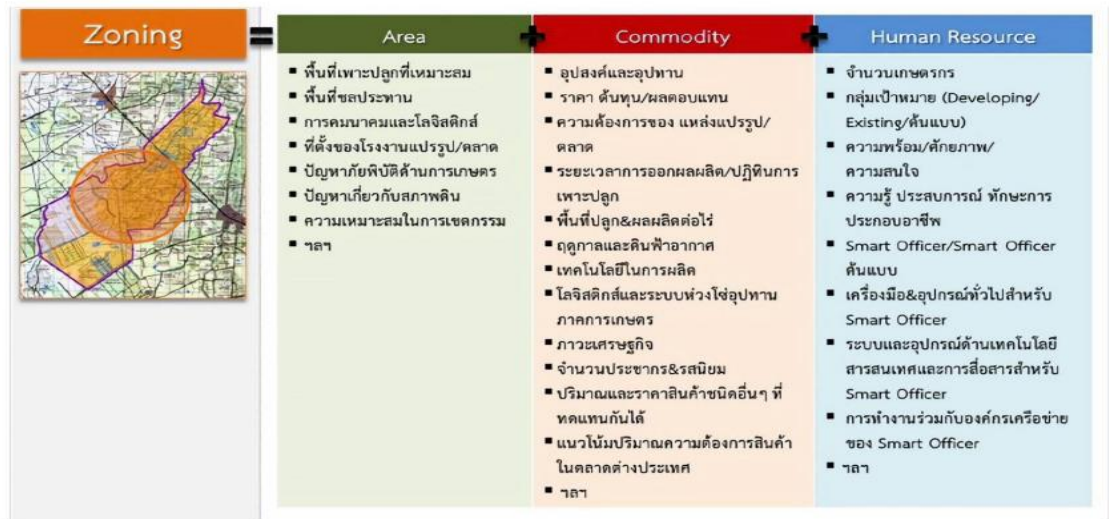 Zoning
=
Area
+
Commodity
+
Human Resource
▪ พื้นที่เพาะปลูกที่เหมาะสม
▪ พื้นที่ชลประทาน
▪ การคมนาคมและโลจิสติกส์
▪ ที่ตั้งของโรงงานแปรรูป/ตลาด
▪ ปัญหาภัยพิบัติด้านการเกษตร
▪ ปัญหาเกี่ยวกับสภาพดิน
▪ ความเหมาะสมในการเขตกรรม
▪ ฯลฯ
▪ อุปสงค์และอุปทาน
▪ ราคา ต้นทุน/ผลตอบแทน
▪ ความต้องการของ แหล่งแปรรูป/
ตลาด
▪ ระยะเวลาการออกผลผลิต/ปฏิทินการ
เพาะปลูก
▪ พื้นที่ปลูก&ผลผลิตต่อไร่
▪ ฤดูกาลและดินฟ้าอากาศ
▪ เทคโนโลยีในการผลิต
▪ โลจิสติกส์และระบบห่วงโซ่อุปทาน
ภาคการเกษตร
▪ ภาวะเศรษฐกิจ
▪ จำนวนประชากร&รสนิยม
▪ ปริมาณและราคาสินค้าชนิดอื่นๆ ที่
ทดแทนกันได้
▪ แนวโน้มปริมาณความต้องการสินค้า
ในตลาดต่างประเทศ
▪ ฯลฯ
▪ จำนวนเกษตรกร
▪ กลุ่มเป้าหมาย (Developing/
Existing/ต้นแบบ)
▪ ความพร้อม/ศักยภาพ/
ความสนใจ
▪ ความรู้ ประสบการณ์ ทักษะการ
ประกอบอาชีพ
▪ Smart Officer/Smart Officer
ต้นแบบ
▪ เครื่องมือ&อุปกรณ์ทั่วไปสำหรับ
Smart Officer
▪ ระบบและอุปกรณ์ด้านเทคโนโลยี
สารสนเทศและการสื่อสารสำหรับ
Smart Officer
▪ การทำงานร่วมกับองค์กรเครือข่าย
ของ Smart Officer
▪ ฯลฯ